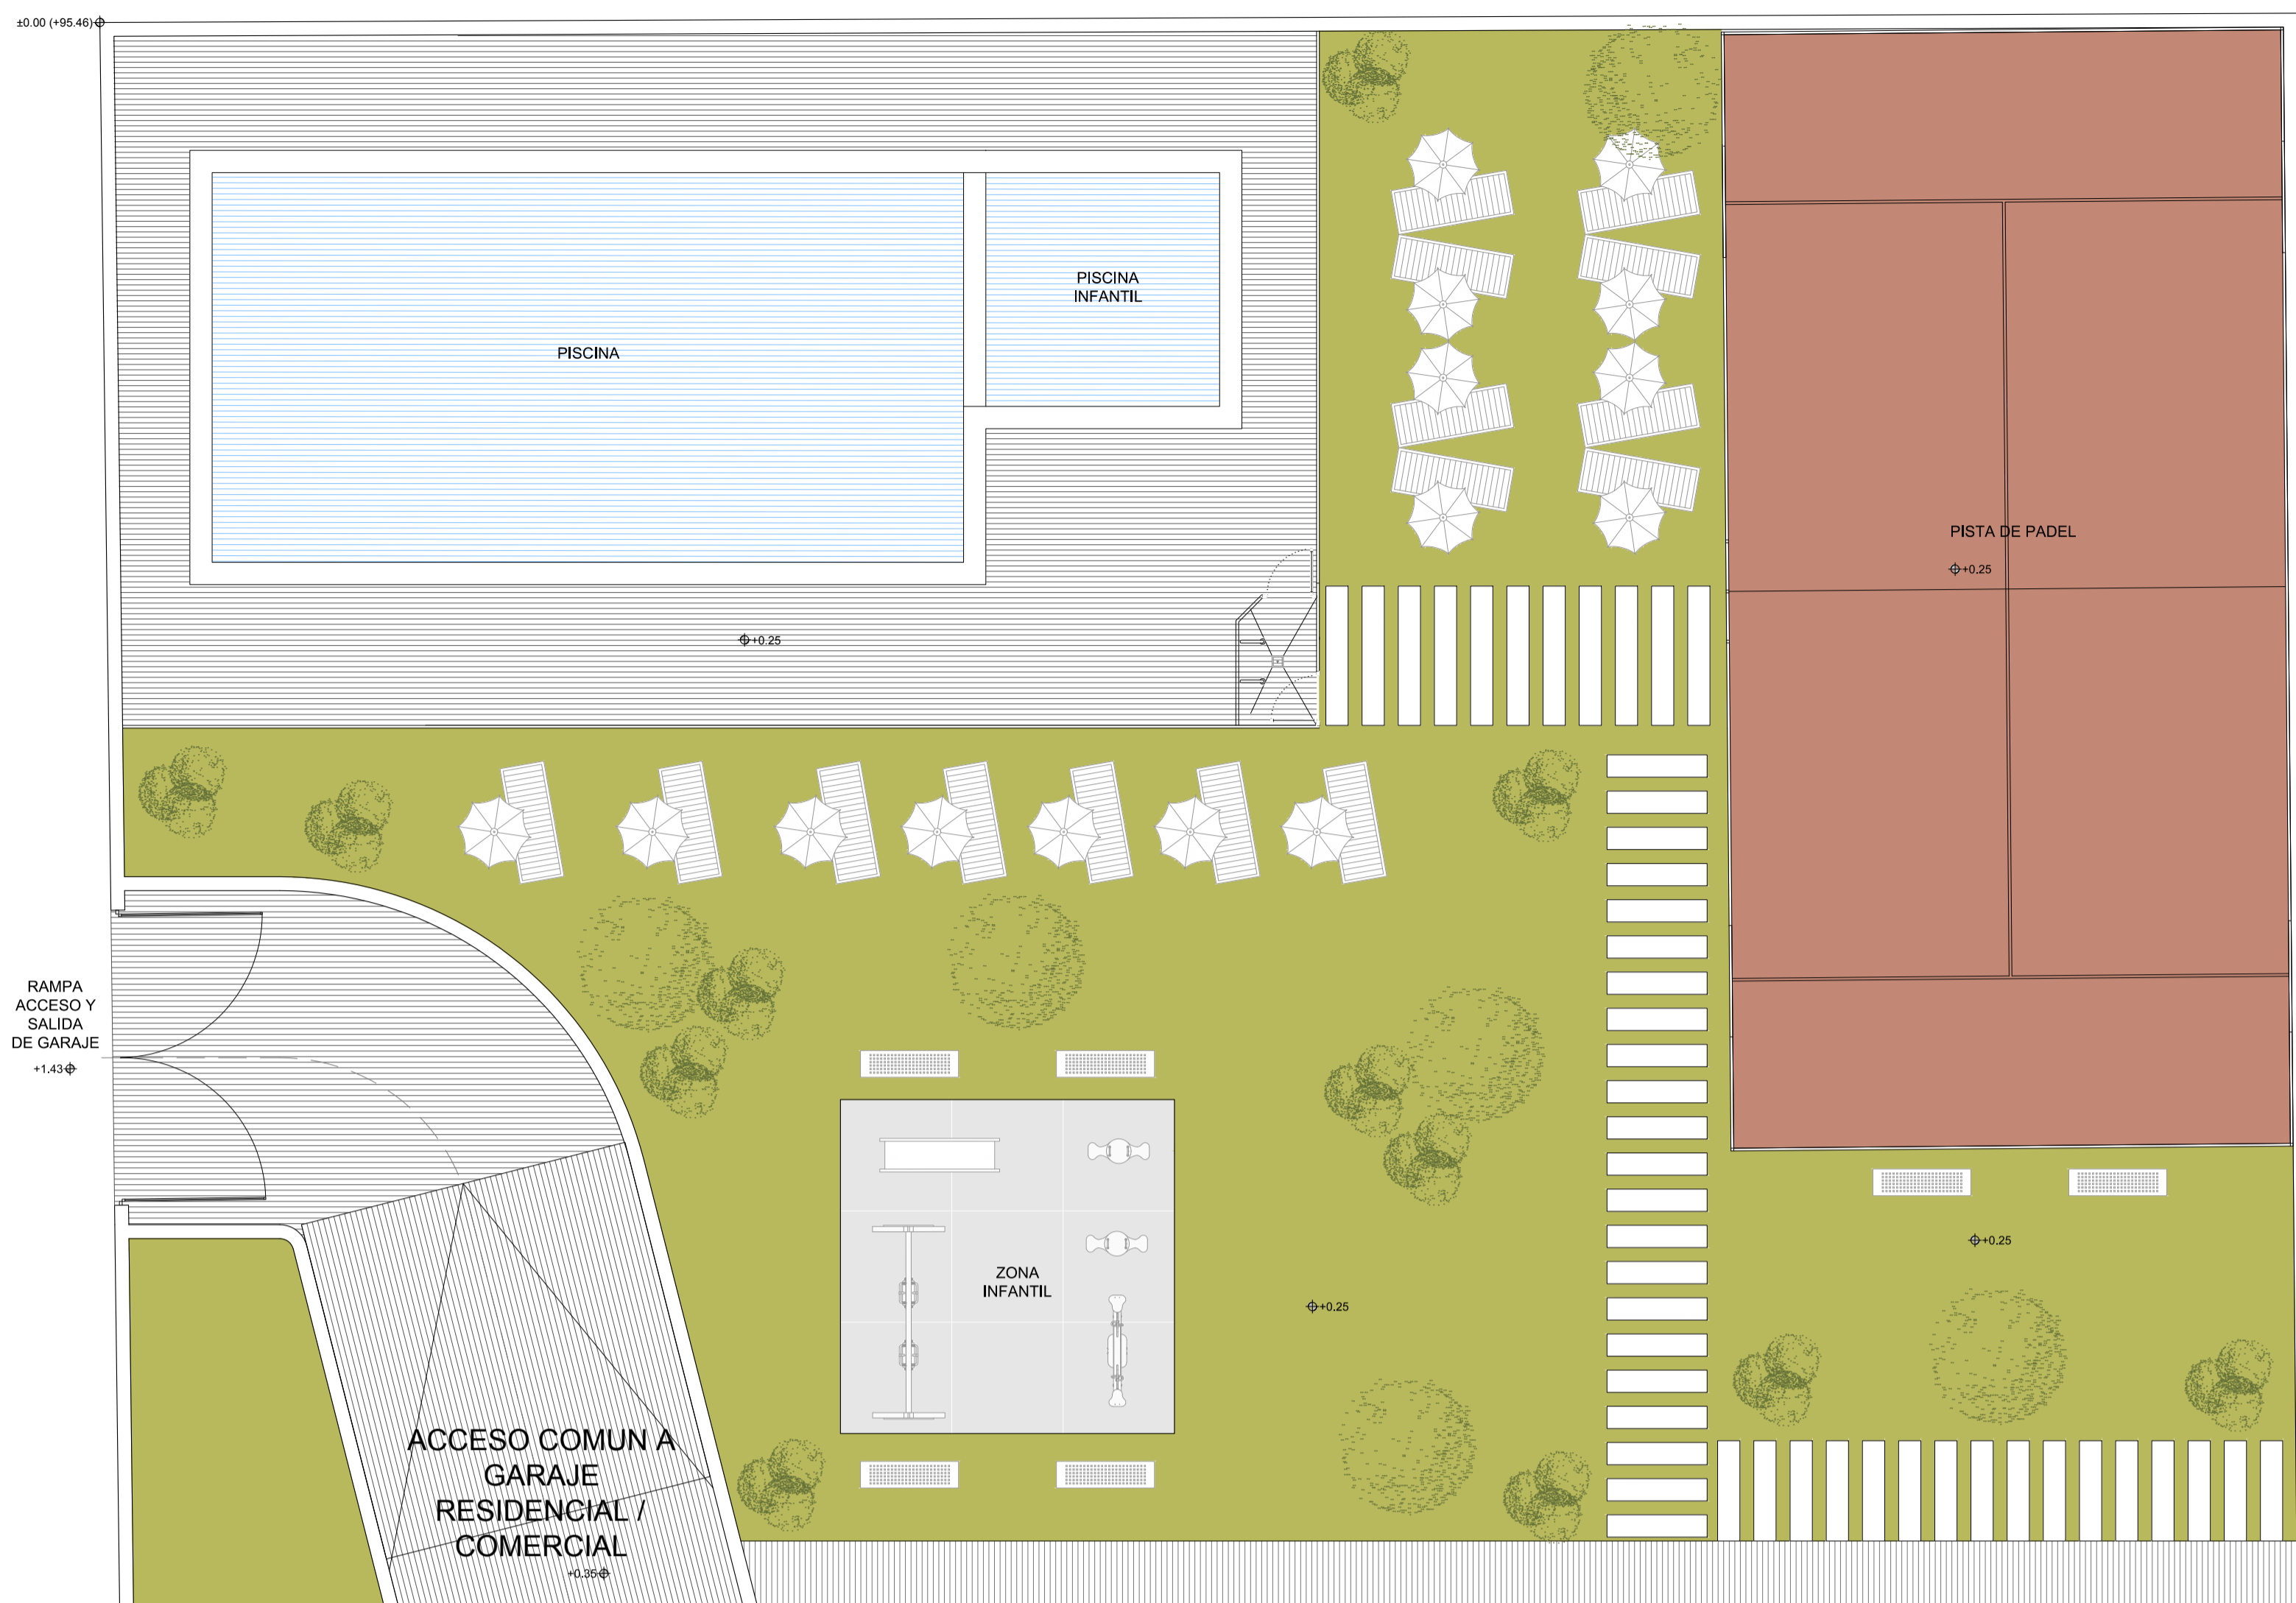 ±0.00 (+95.46)
PISCINA
INFANTIL
PISCINA
PISTA DE PADEL
+0.25
+0.25
RAMPA
ACCESO Y
SALIDA
DE GARAJE
+1.43
ZONA
INFANTIL
+0.25
+0.25
ACCESO COMUN A
GARAJE
RESIDENCIAL /
COMERCIAL
+0.35